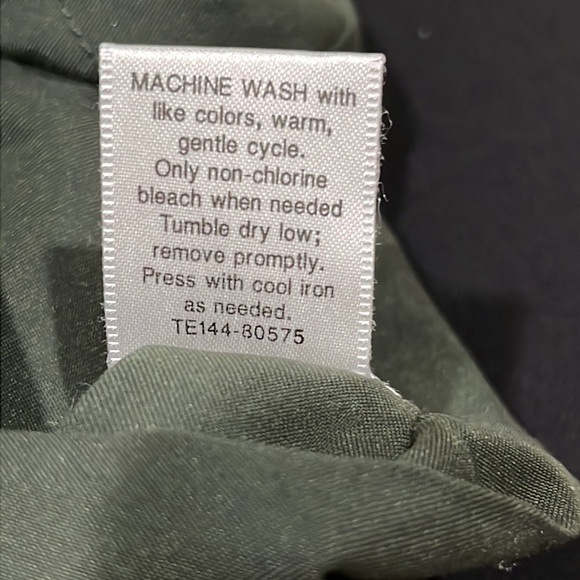 MACHINE WASH with
like colors, warm,
gentle cycle.
Only non-chlorine
bleach when needed
Tumble dry low;
remove promptly.
Press with cool iron
as needed.
TE144-80575